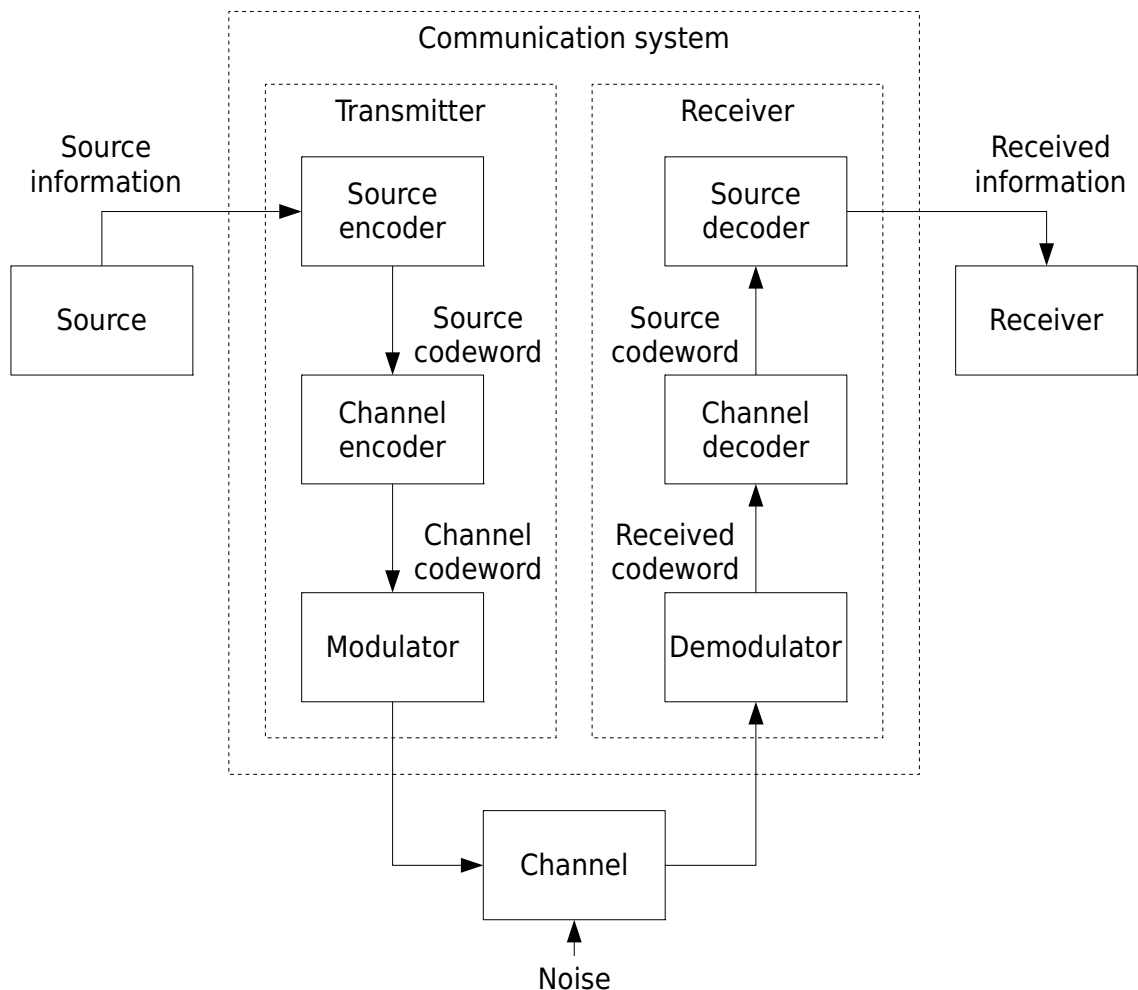 Communication system
Transmitter
Receiver
Source
information
Received
information
Source
encoder
Source
decoder
Source
Source
codeword
Source
codeword
Receiver
Channel
encoder
Channel
decoder
Channel
codeword
Received
codeword
Modulator
Demodulator
Channel
Noise